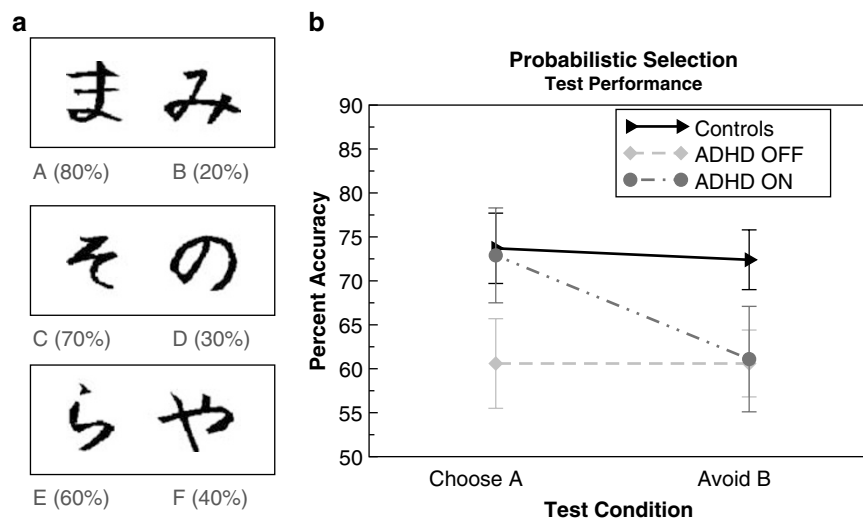 a
まみ
A (80%) B (20%)
その
C (70%) D (30%)
らや
E (60%) F (40%)
b
Probabilistic Selection
Test Performance
Percent Accuracy
90
85
80
75
70
65
60
55
50
Controls
ADHD OFF
ADHD ON
Choose A Avoid B
Test Condition